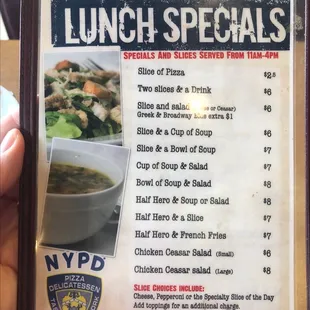 LUNCH SPECIALS
SPECIALS AND SLICES SERVED FROM 11AM-4PM
Slice of Pizza
Two slices & a Drink $6
Slice and salad or Ceasar) $6
Greek & Broadway extra $1
Slice & a Cup of Soup $6
Slice & a Bowl of Soup $7
Cup of Soup & Salad $7
Bowl of Soup & Salad $8
Half Hero & Soup or Salad $8
Half Hero & a Slice $7
Half Hero & French Fries $7
Chicken Ceasar Salad (Small) $6
Chicken Ceasar salad (Large) $8
SLICE CHOICES INCLUDE:
Cheese, Pepperoni or the Specialty Slice of the Day
Add toppings for an additional charge.
NYPD
PIZZA
DELICATESSEN